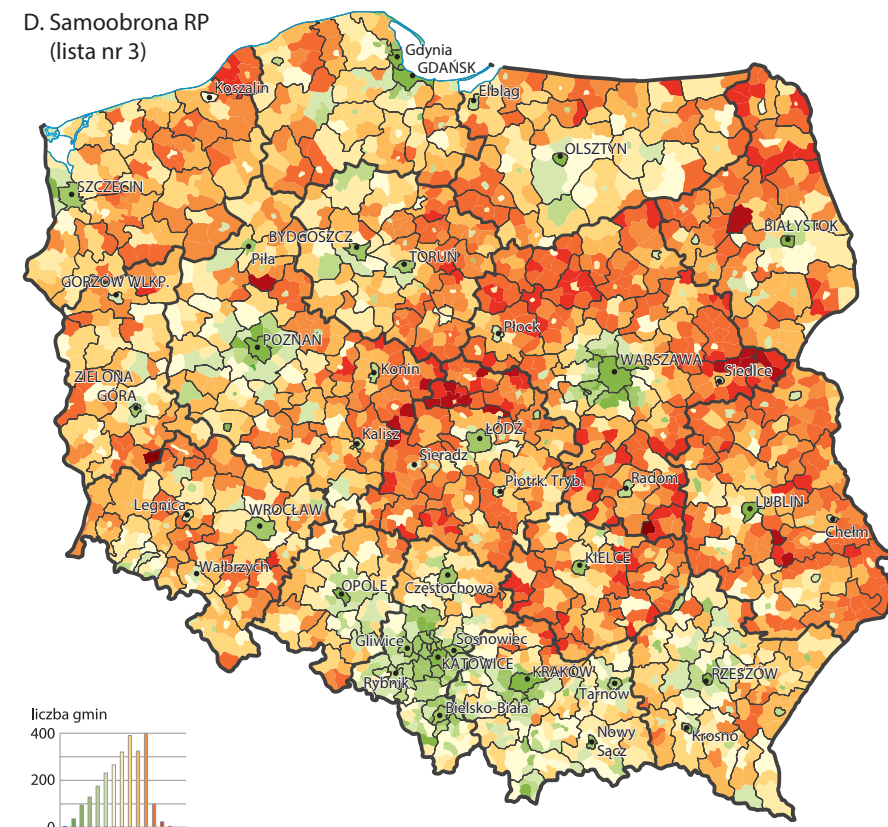 D. Samoobrona RP
(lista nr 3)
Gdynia
GDAŃSK
Koszalin
Elbląg
OLSZTYN
SZCZECIN
BYDGOSZCZ
BIAŁYSTOK
Piła
TORUŃ
GORZÓW WLKP.
Płock
POZNAŃ
WARSZAWA
Konin
Siedlce
ZIELONA
GÓRA
Kalisz
ŁÓDŹ
Sieradz
Piotrk. Tryb.
Radom
Legnica
WROCŁAW
LUBLIN
Chełm
Wałbrzych
KIELCE
OPOLE
Częstochowa
Gliwice
Sosnowiec
KATOWICE
KRAKÓW
RZESZÓW
Rybnik
Tarnów
Bielsko-Biała
Nowy
Sącz
Krosno
liczba gmin
400
200
0